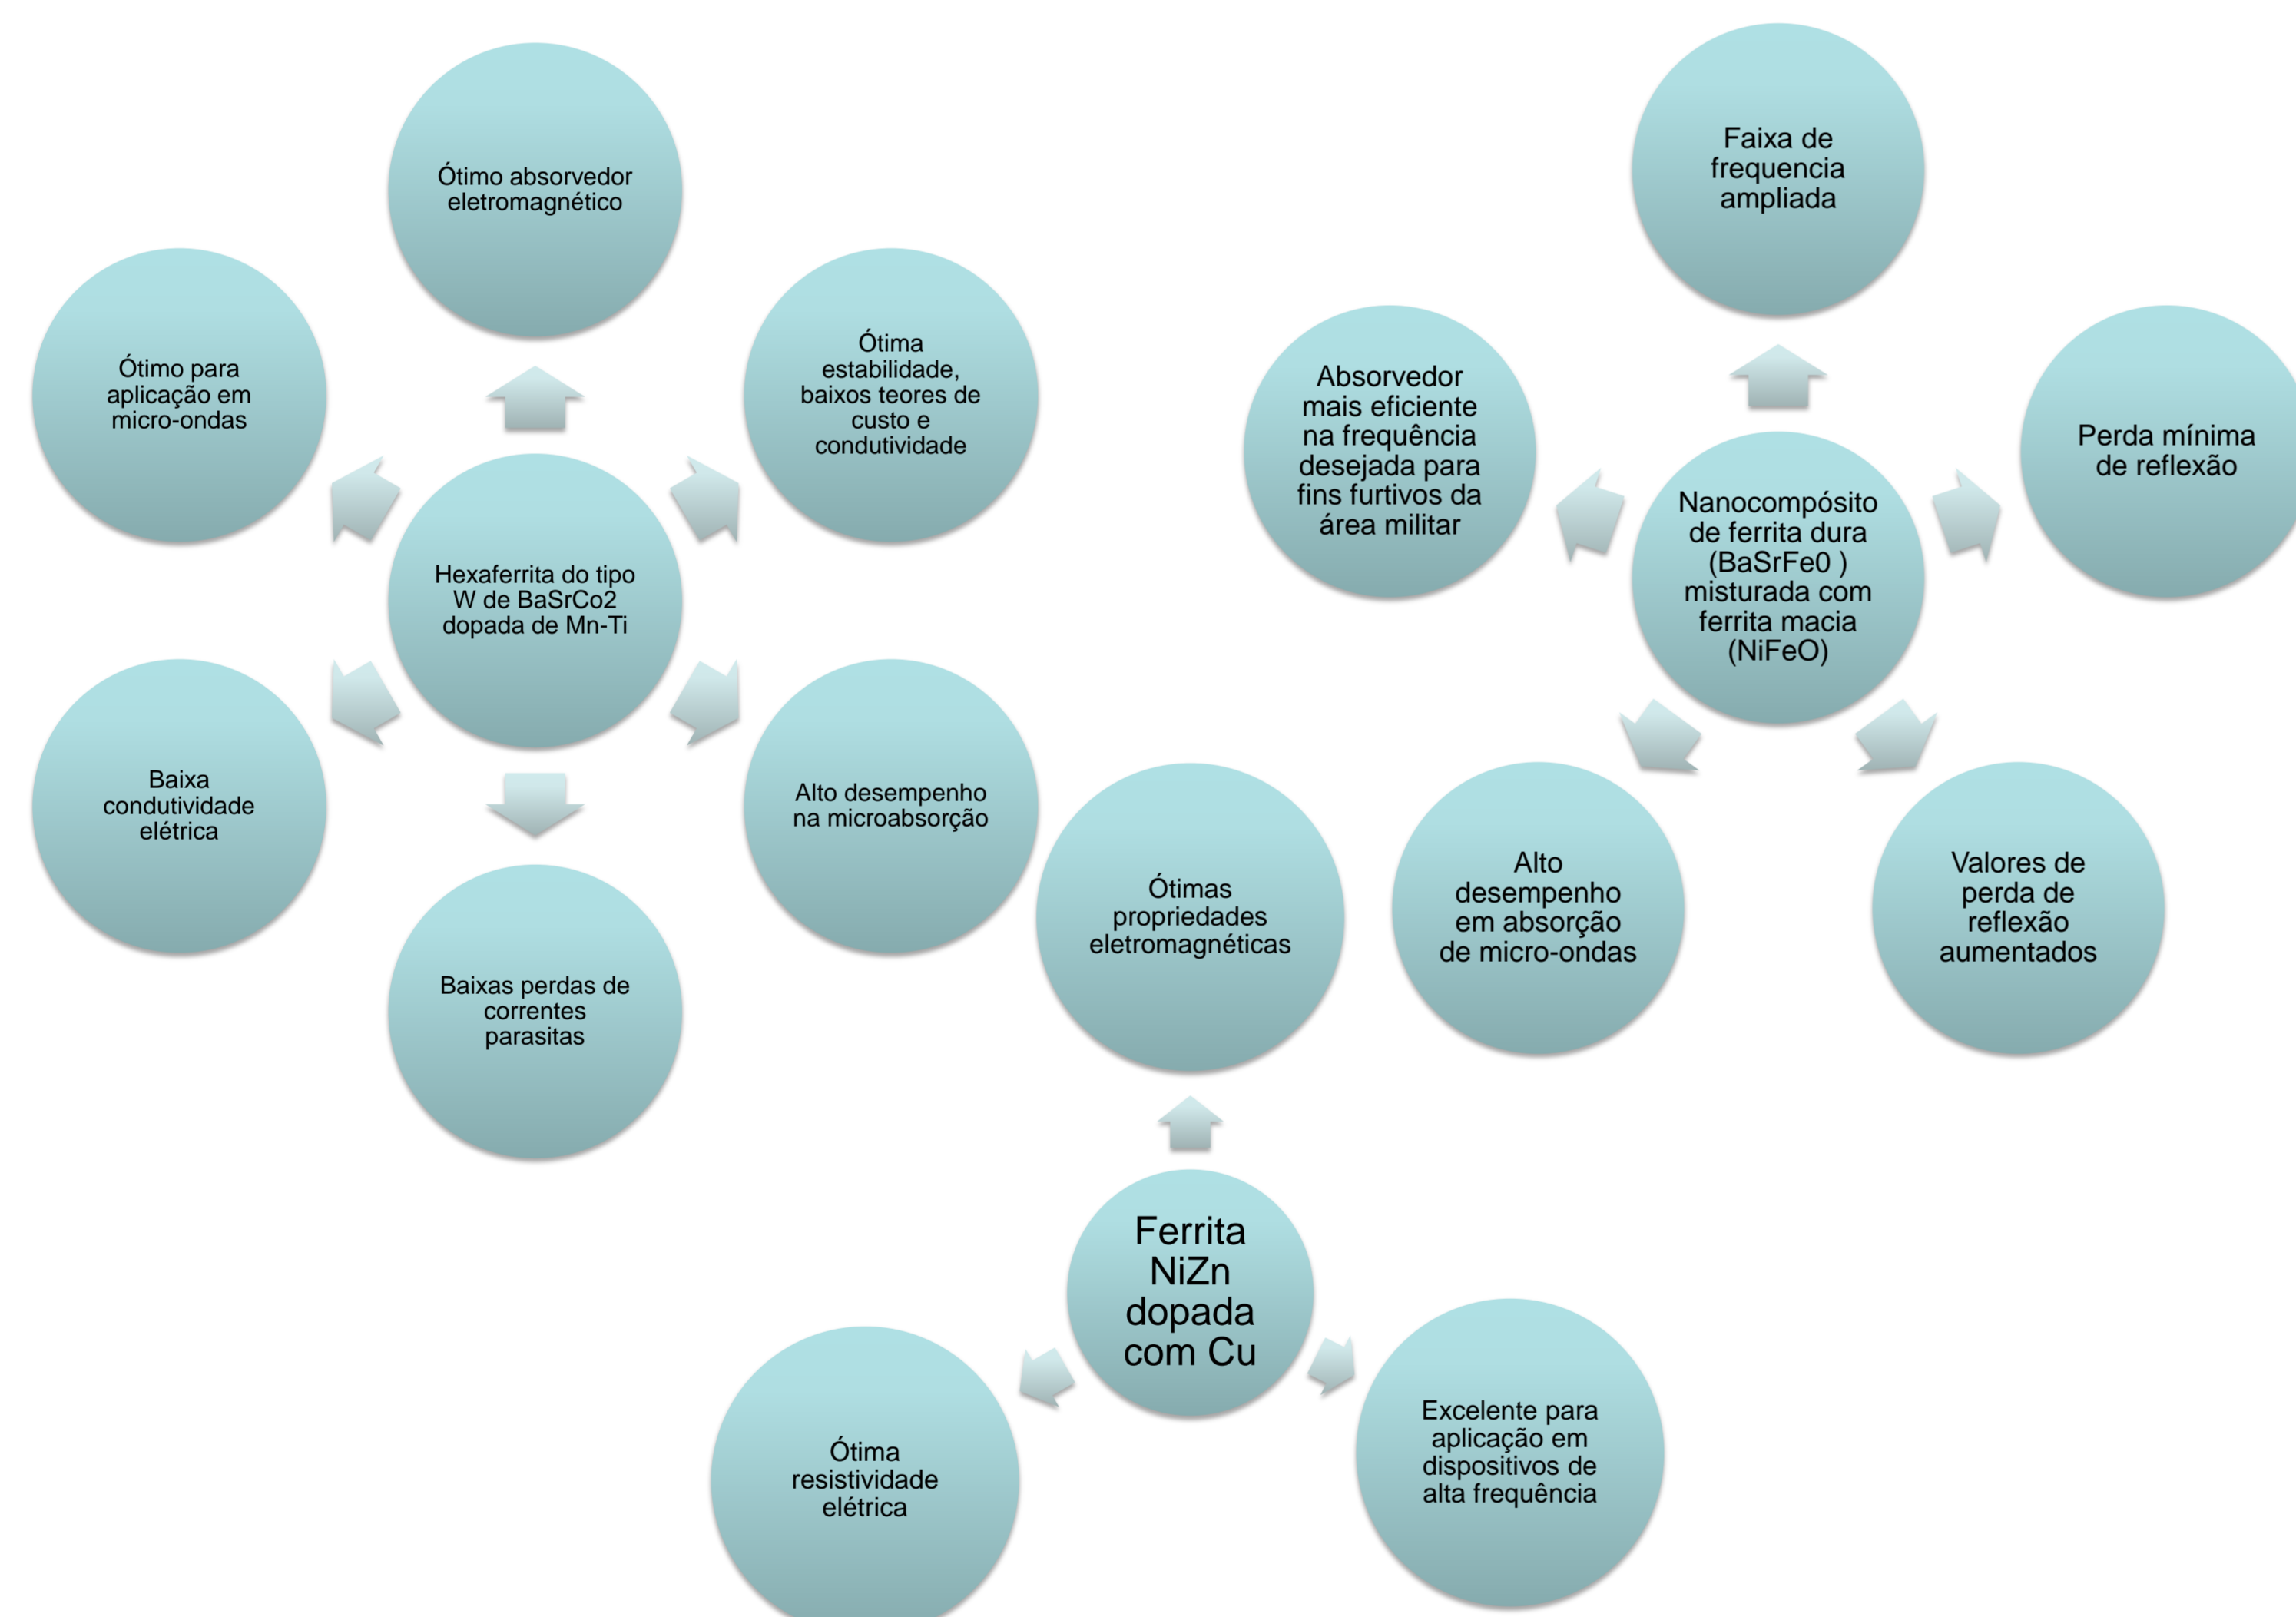 Ótimo absorvedor
eletromagnético
Ótimo para
aplicação em
micro-ondas
Ótima
estabilidade,
baixos teores de
custo e
condutividade
Hexaferrita do tipo
W de BaSrCo2
dopada de Mn-Ti
Baixa
condutividade
elétrica
Alto desempenho
na microabsorção
Baixas perdas de
correntes
parasitas
Faixa de
frequencia
ampliada
Absorvedor
mais eficiente
na frequência
desejada para
fins furtivos da
área militar
Perda mínima
de reflexão
Nanocompósito
de ferrita dura
(BaSrFe0 )
misturada com
ferrita macia
(NiFeO)
Alto
desempenho
em absorção
de micro-ondas
Valores de
perda de
reflexão
aumentados
Ótimas
propriedades
eletromagnéticas
Ferrita
NiZn
dopada
com Cu
Ótima
resistividade
elétrica
Excelente para
aplicação em
dispositivos de
alta frequência